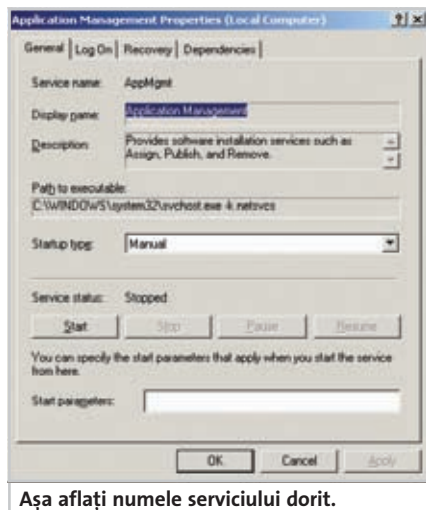 Application Management Properties (Local Computer)
General Log On Recovery Dependencies
Service name: AppMgmt
Display name: Application Management
Description: Provides software installation services such as
Assign, Publish, and Remove.
Path to executable:
C:\WINDOWS\system32\svchost.exe -k netsvcs
Startup type: Manual
Service status: Stopped
Start Stop Pause Resume
You can specify the start parameters that apply when you start the service
from here.
Start parameters:
OK Cancel Apply
Așa aflați numele serviciului dorit.